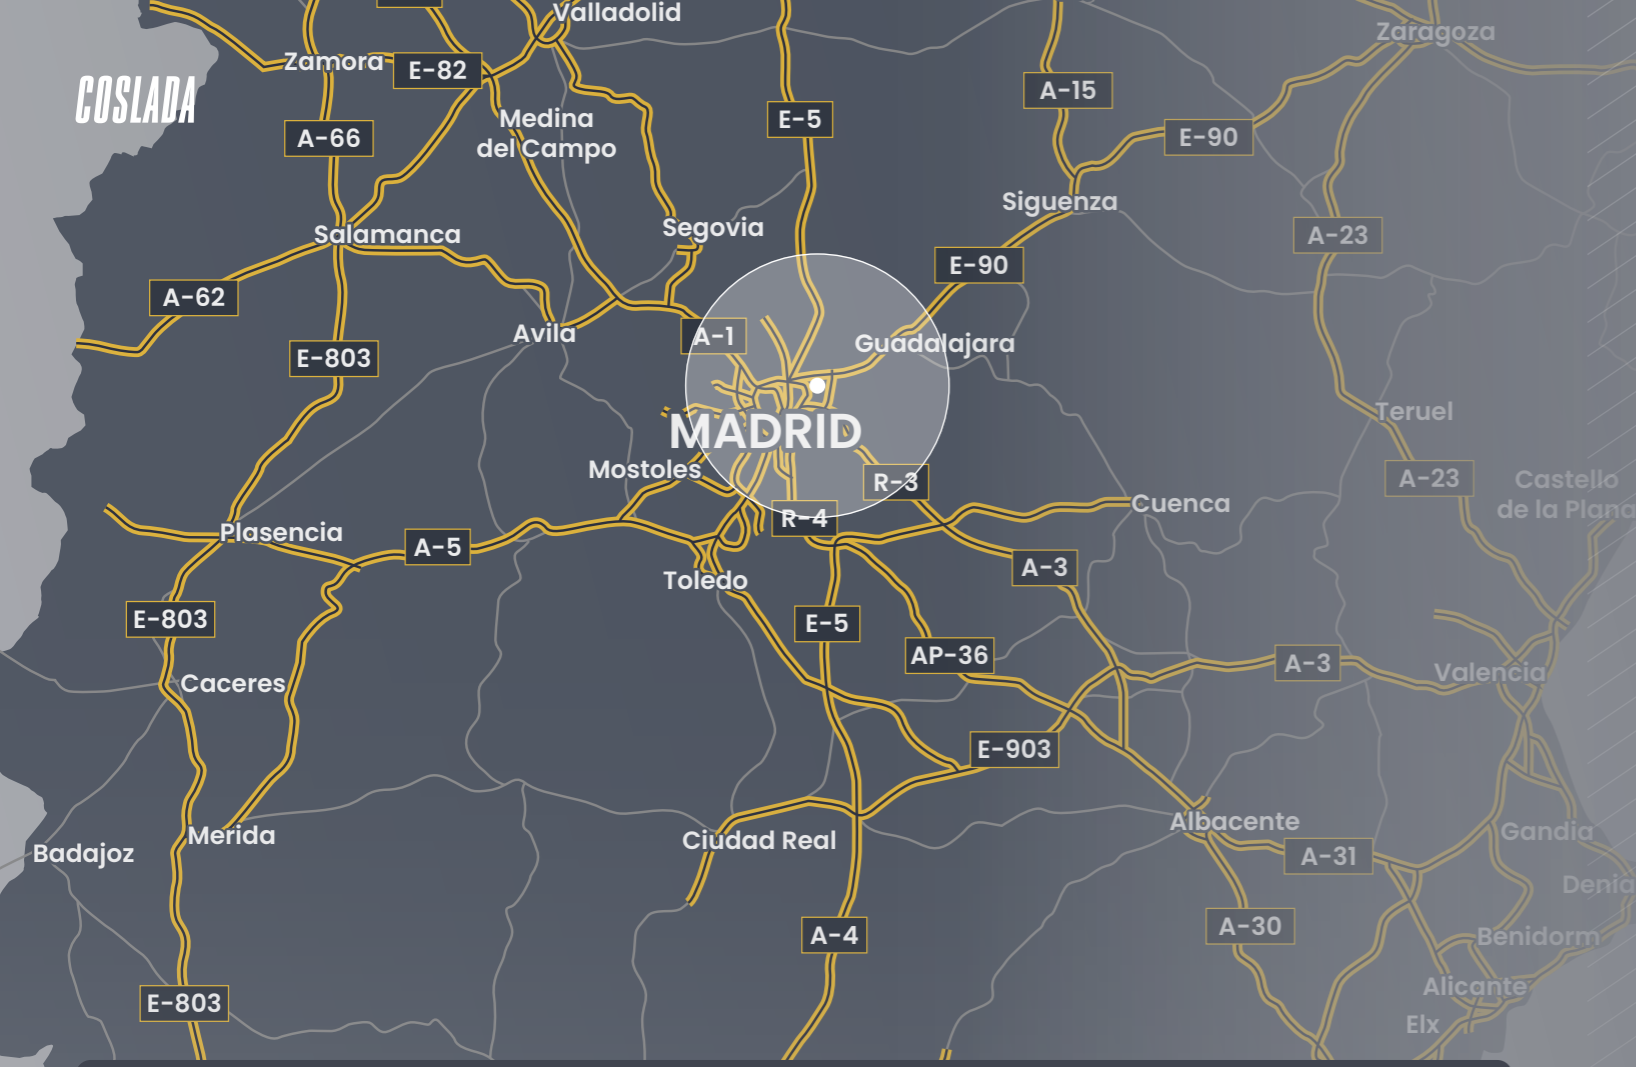 Valladolid
Zaragoza
Zamora
E-82
COSLADA
A-15
E-5
Medina
del Campo
A-66
E-90
Siguenza
Segovia
Salamanca
A-23
E-90
A-62
Avila
A-1
Guadalajara
E-803
Teruel
MADRID
Mostoles
R-3
A-23
Castello
de la Plana
Cuenca
R-4
Plasencia
A-5
A-3
Toledo
E-803
E-5
AP-36
A-3
Valencia
Caceres
E-903
Albacente
Gandia
Merida
Ciudad Real
Badajoz
A-31
Denia
A-30
A-4
Benidorm
Alicante
E-803
Elx